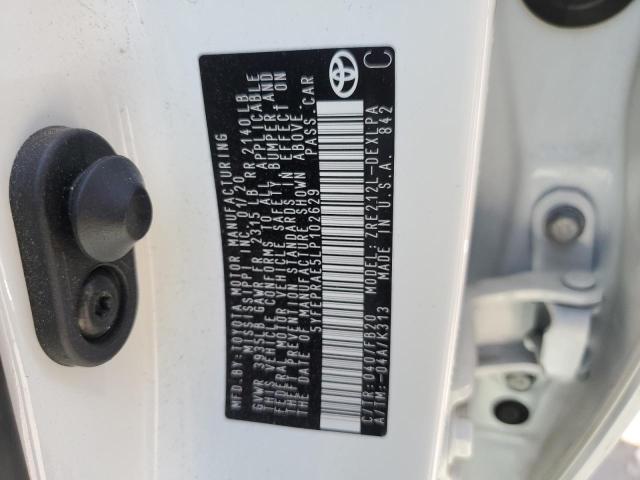 MFD.BY:TOYOTA MOTOR MANUFACTURING
MISSISSIPPI INC. 01/20
GVWR 3935LB GAWR FR 2315 LB RR 2140LB
THIS VEHICLE CONFORMS TO ALL APPLICABLE
FEDERAL MOTOR VEHICLE SAFETY BUMPER AND
THEFT PREVENTION STANDARDS IN EFFECT ON
THE DATE OF MANUFACTURE SHOWN ABOVE.
5YFEPRAE5LP102629 PASS.CAR
C/TR:040/FB20 MODEL:ZRE212L-DEXLPA
A/TM:-04A/K313 MADE IN U.S.A. 842
C